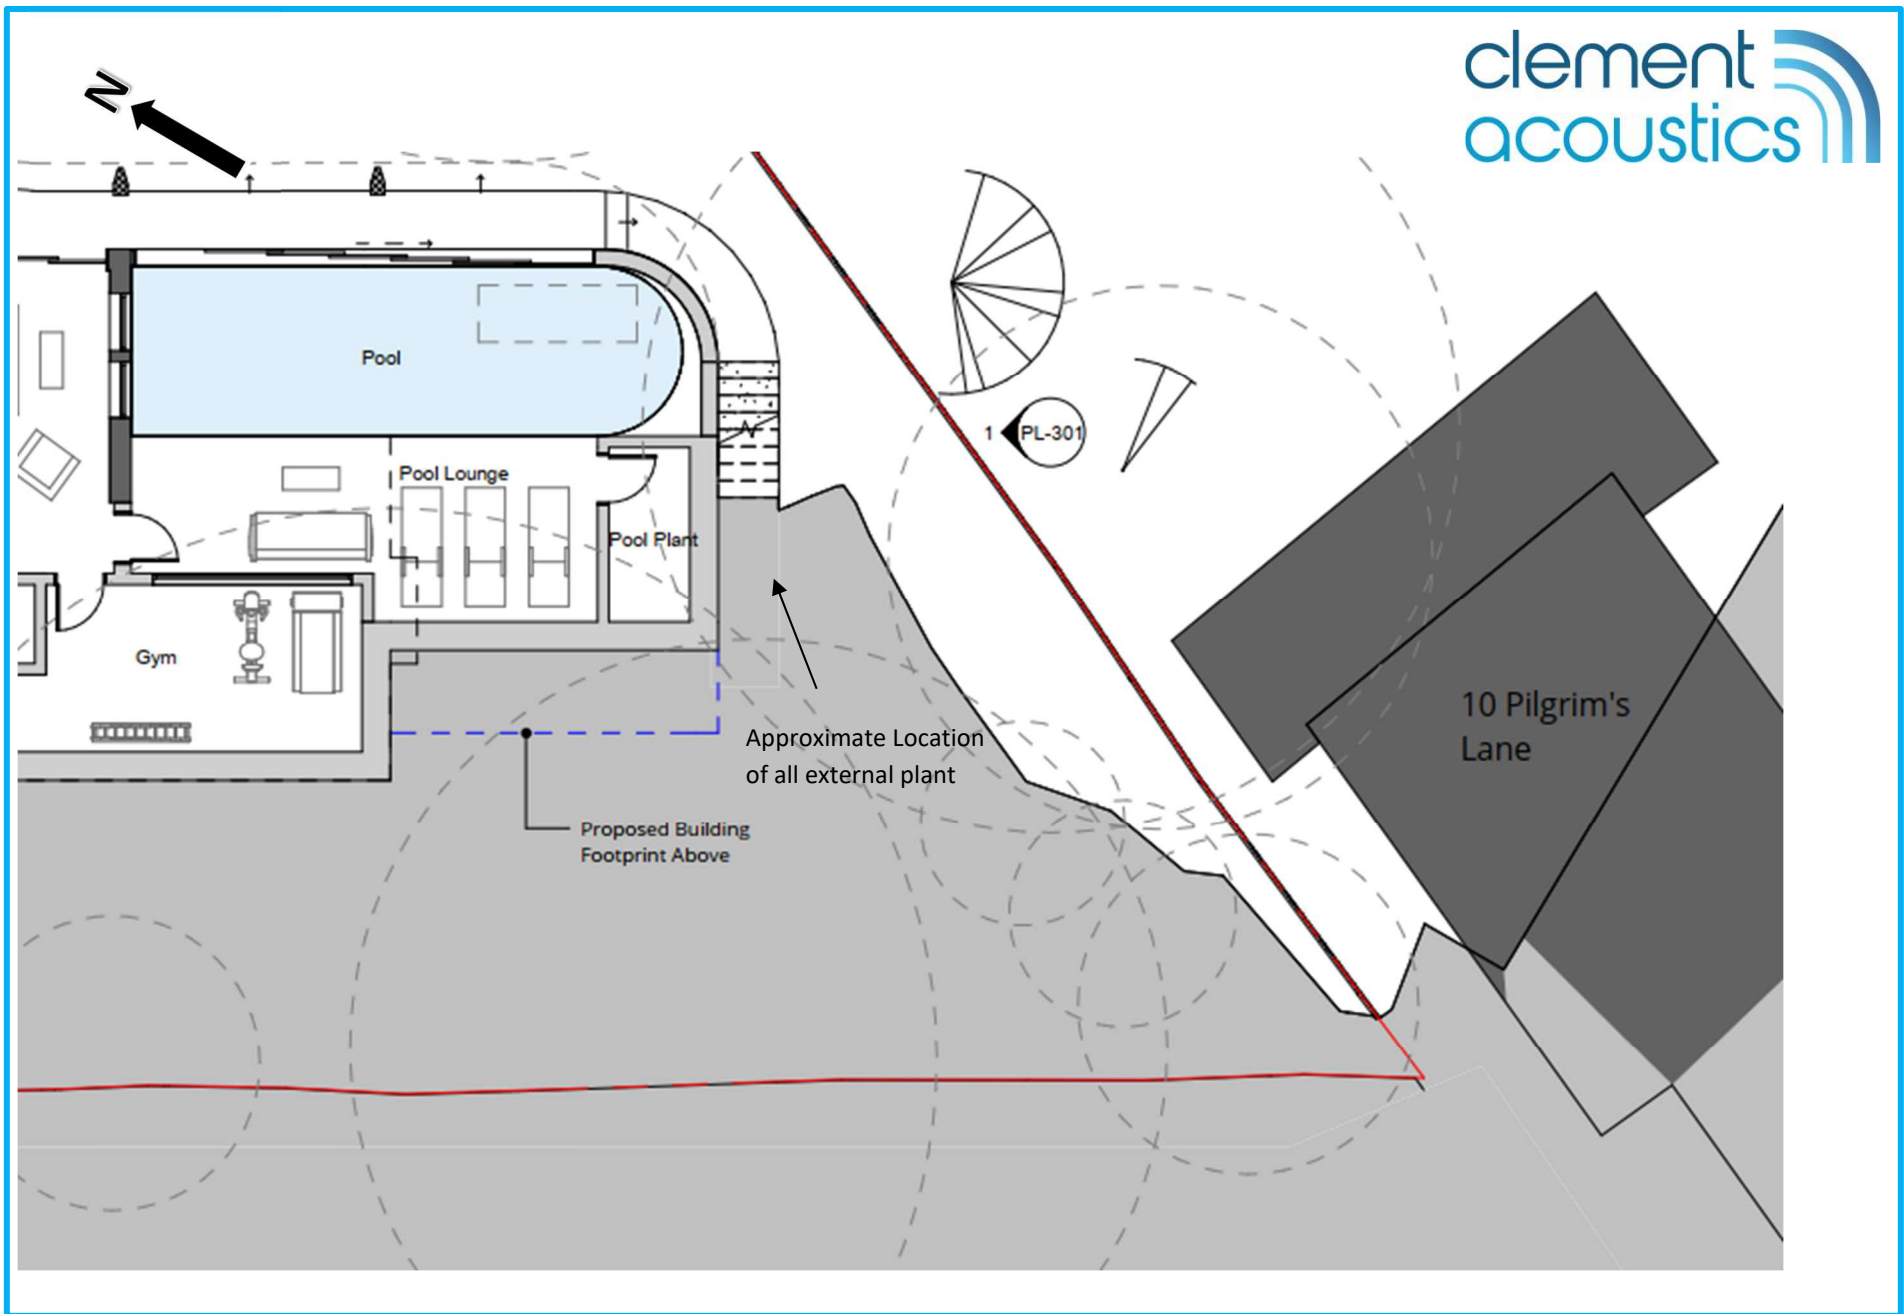 clement
acoustics
N
Pool
1 PL-301
Pool Lounge
Pool Plant
Gym
10 Pilgrim's
Lane
Approximate Location
of all external plant
Proposed Building
Footprint Above